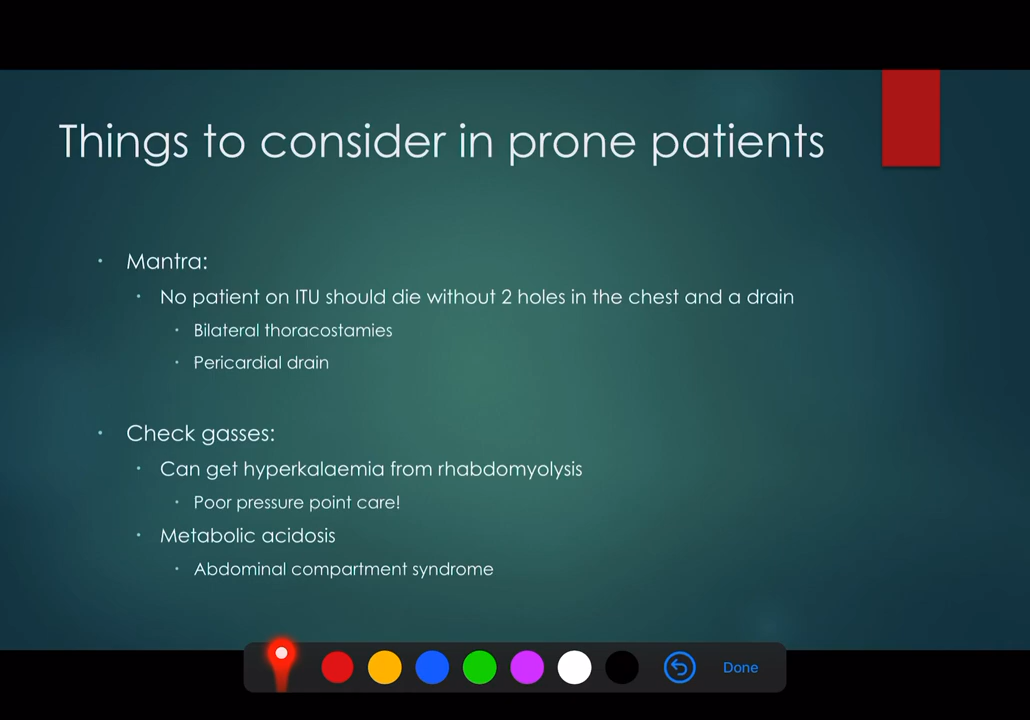 Things to consider in prone patients
Mantra:
No patient on ITU should die without 2 holes in the chest and a drain
Bilateral thoracostamies
Pericardial drain
Check gasses:
Can get hyperkalaemia from rhabdomyolysis
Poor pressure point care!
Metabolic acidosis
Abdominal compartment syndrome
Done